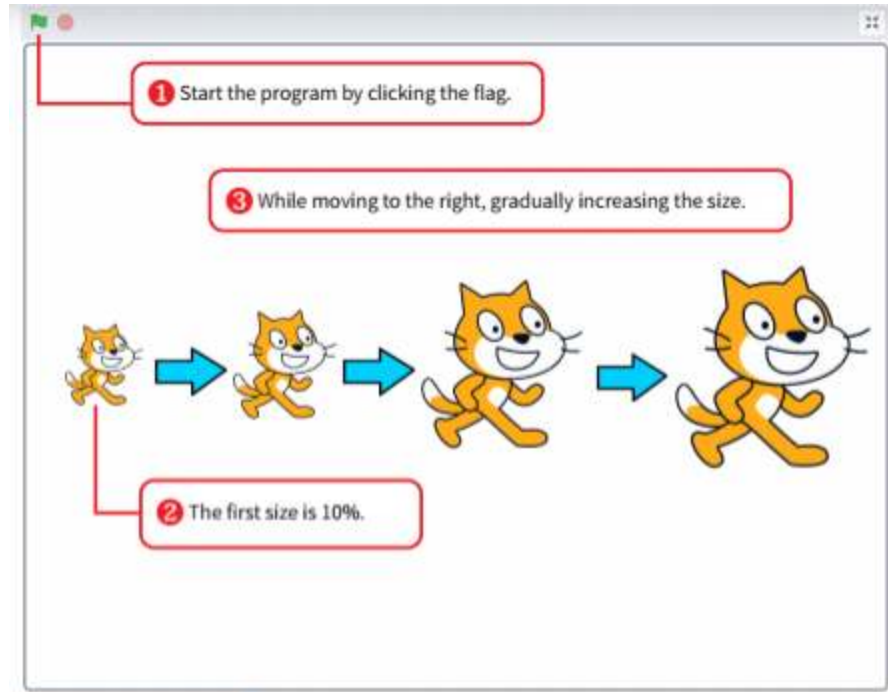 ❶ Start the program by clicking the flag.
❸ While moving to the right, gradually increasing the size.
❷ The first size is 10%.